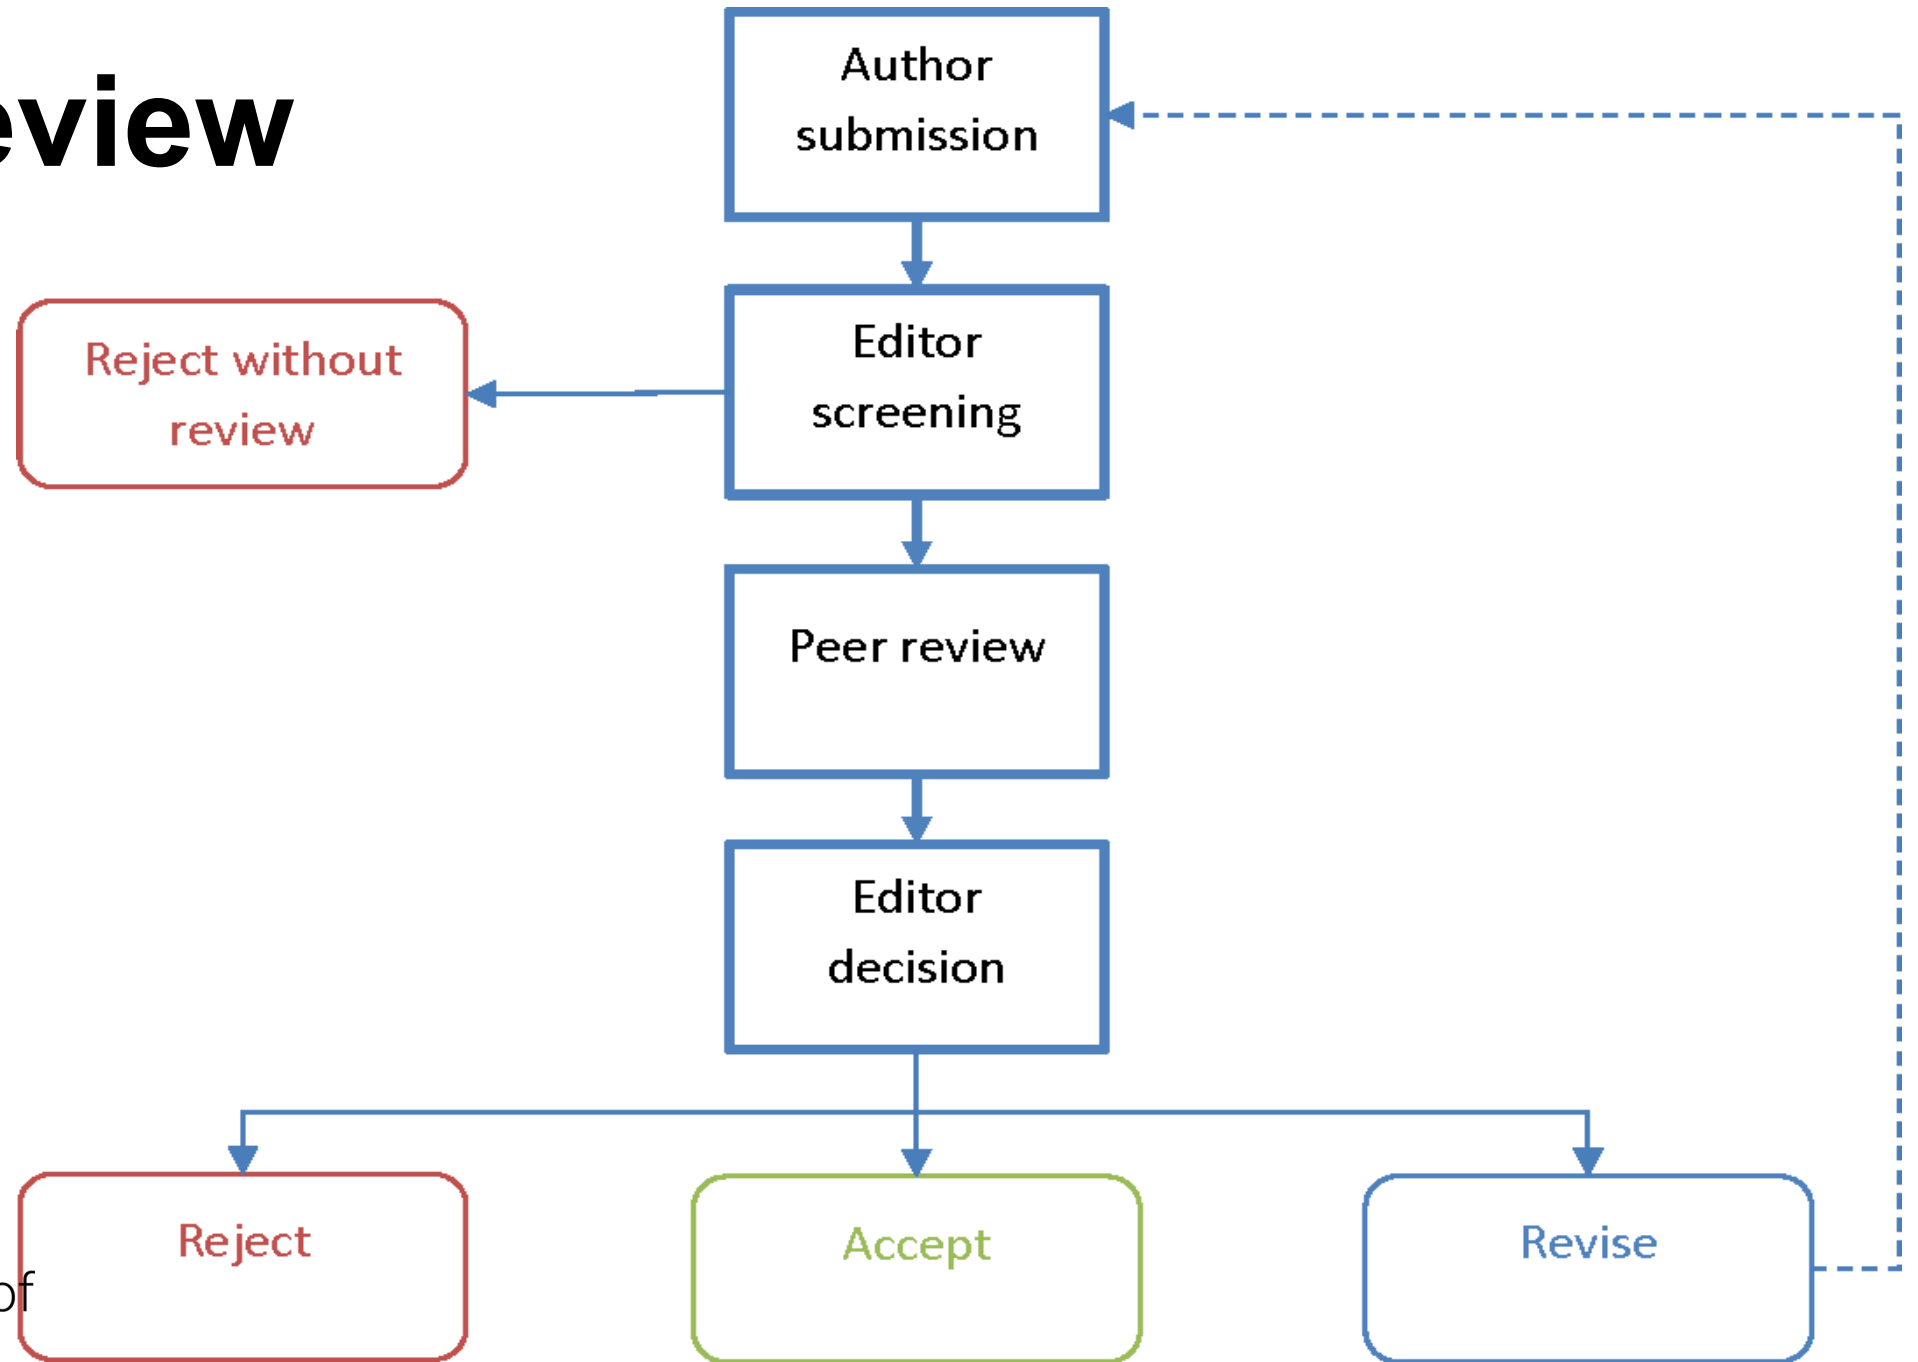 eview
Author
submission
Editor
screening
Reject without
review
Peer review
Editor
decision
Reject
Accept
Revise
of